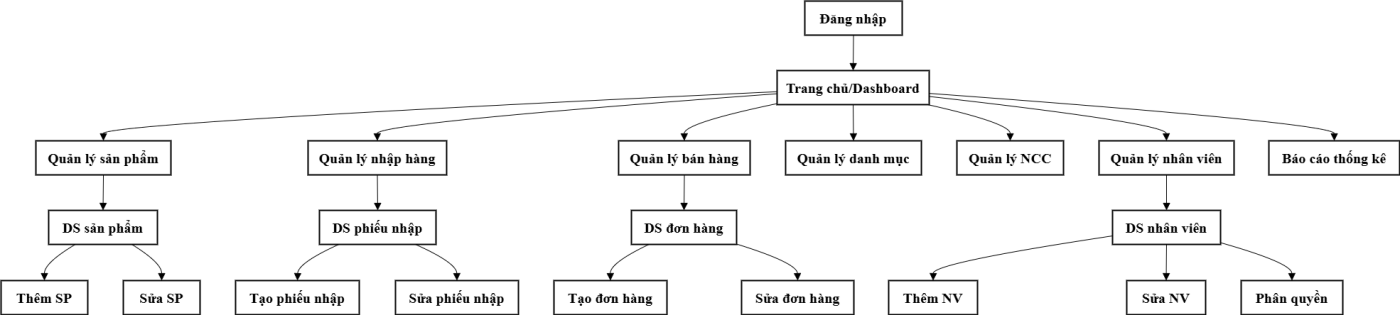 Đăng nhập
Trang chủ/Dashboard
Quản lý sản phẩm
Quản lý nhập hàng
Quản lý bán hàng
Quản lý danh mục
Quản lý NCC
Quản lý nhân viên
Báo cáo thống kê
DS sản phẩm
DS phiếu nhập
DS đơn hàng
DS nhân viên
Thêm SP
Sửa SP
Tạo phiếu nhập
Sửa phiếu nhập
Tạo đơn hàng
Sửa đơn hàng
Thêm NV
Sửa NV
Phân quyền